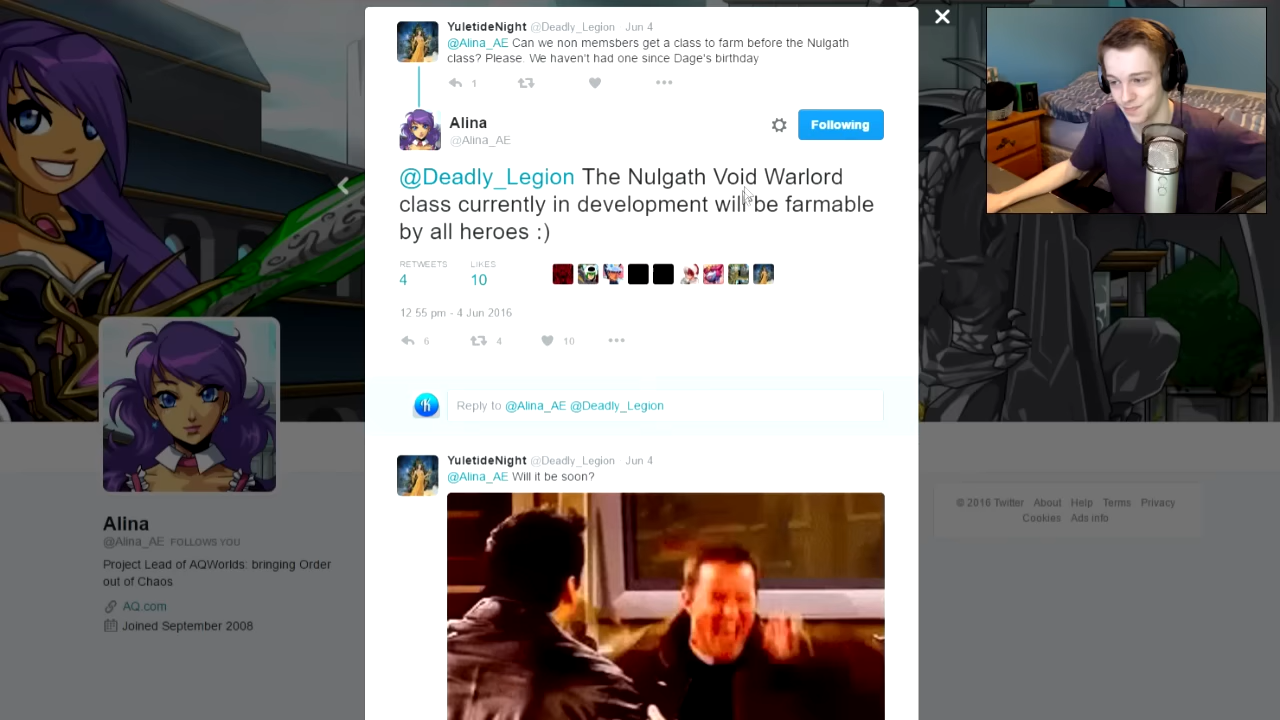 YuletideNight @Deadly_Legion Jun 4
@Alina_AE Can we non memsbers get a class to farm before the Nulgath
class? Please. We haven't had one since Dage's birthday
1
Alina
@Alina_AE
Following
@Deadly_Legion The Nulgath Void Warlord
class currently in development will be farmable
by all heroes :)
RETWEETS LIKES
4 10
12:55 pm - 4 Jun 2016
6 4 10
Reply to @Alina_AE @Deadly_Legion
YuletideNight @Deadly_Legion Jun 4
@Alina_AE Will it be soon?
Alina
@Alina_AE FOLLOWS YOU
Project Lead of AQWorlds: bringing Order
out of Chaos
AQ.com
Joined September 2008
© 2016 Twitter About Help Terms Privacy
Cookies Ads info